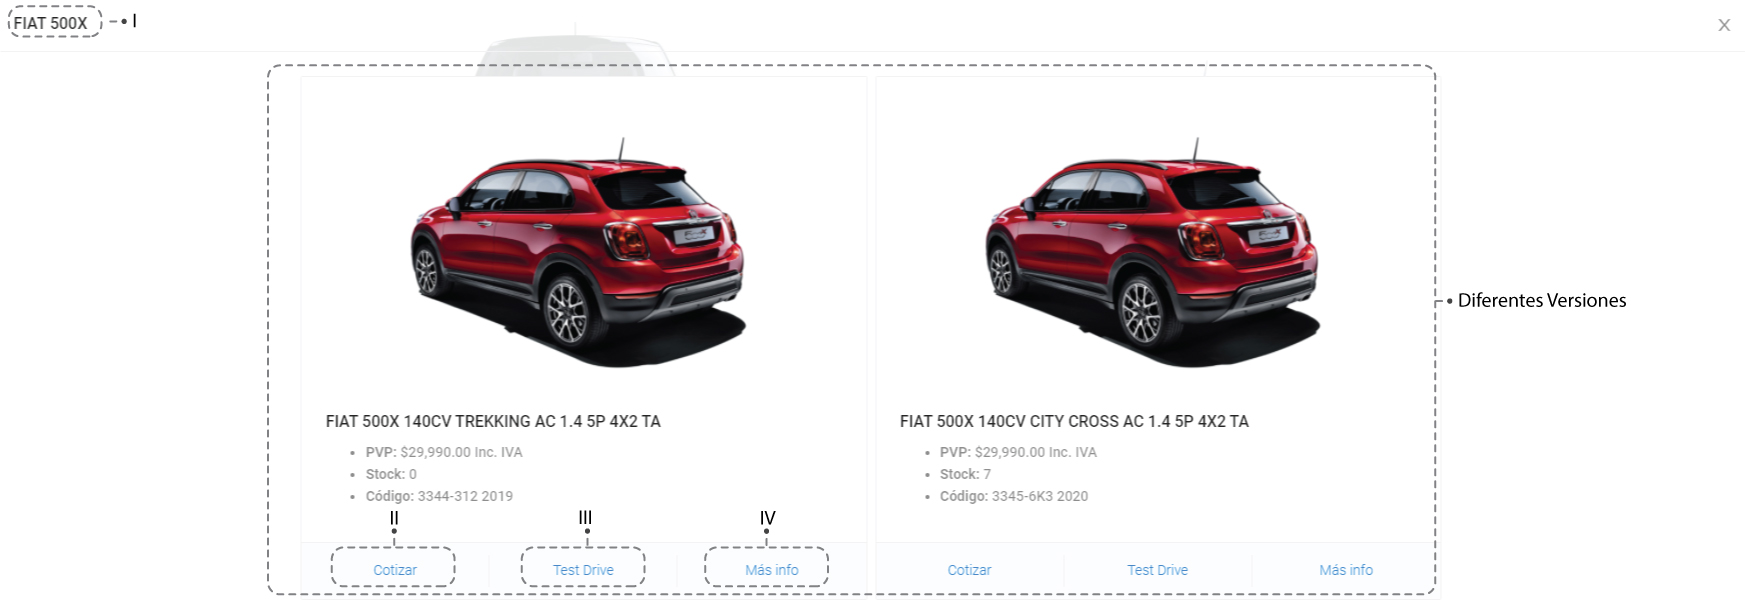 FIAT 500X
I
X
FIAT 500X 140CV TREKKING AC 1.4 5P 4X2 TA
PVP: $29,990.00 Inc. IVA
Stock: 0
Código: 3344-312 2019
II
III
IV
Cotizar
Test Drive
Más info
FIAT 500X 140CV CITY CROSS AC 1.4 5P 4X2 TA
PVP: $29,990.00 Inc. IVA
Stock: 7
Código: 3345-6K3 2020
Cotizar
Test Drive
Más info
Diferentes Versiones